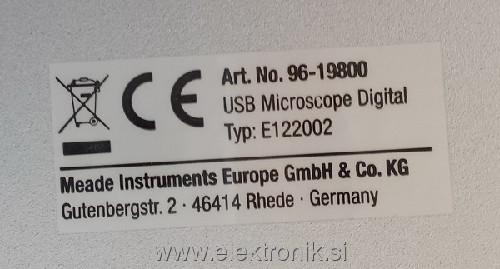 Art. No. 96-19800
USB Microscope Digital
Typ: E122002
Meade Instruments Europe GmbH & Co. KG
Gutenbergstr. 2 · 46414 Rhede · Germany
www.elektronik.si